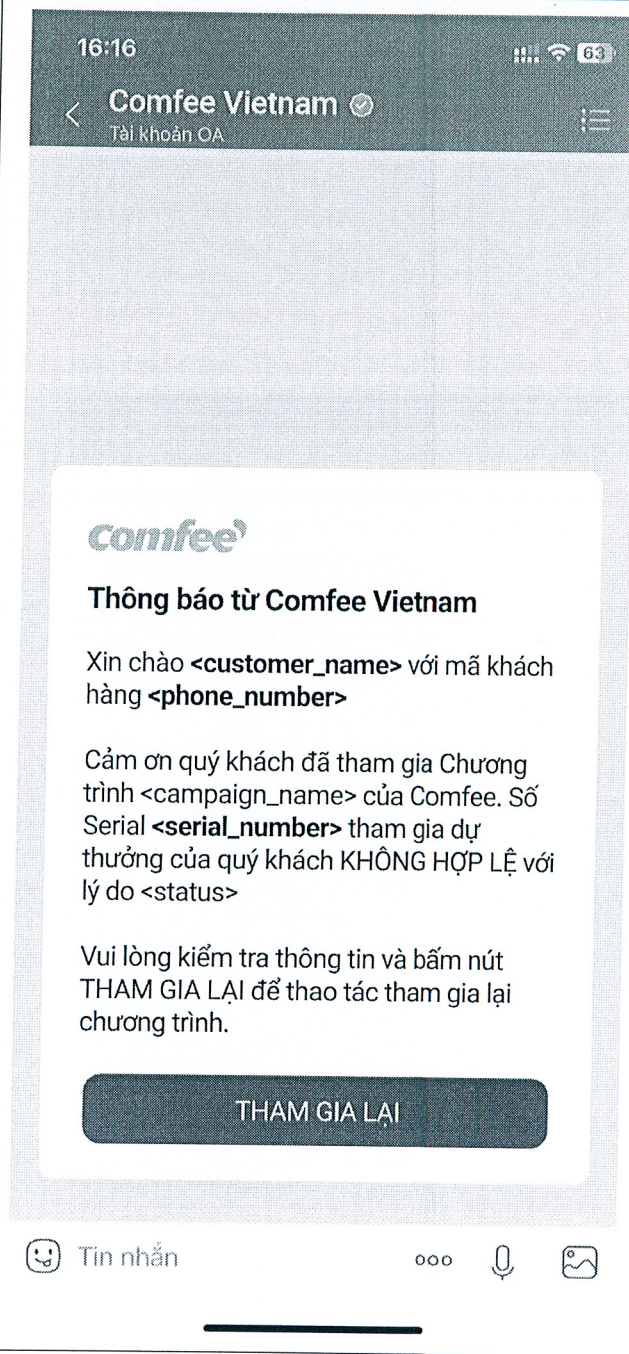 16:16
63
Comfee Vietnam
Tài khoản OA
comfee
Thông báo từ Comfee Vietnam
Xin chào <customer_name> với mã khách
hàng <phone_number>
Cảm ơn quý khách đã tham gia Chương
trình <campaign_name> của Comfee. Số
Serial <serial_number> tham gia dự
thưởng của quý khách KHÔNG HỢP LỆ với
lý do <status>
Vui lòng kiểm tra thông tin và bấm nút
THAM GIA LẠI để thao tác tham gia lại
chương trình.
THAM GIA LẠI
Tin nhắn